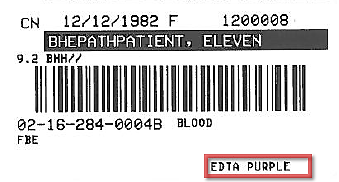 CN 12/12/1982 F 1200008
BHEPATHPATIENT, ELEVEN
9.2 BHH//
02-16-284-0004B BLOOD
FBE
EDTA PURPLE